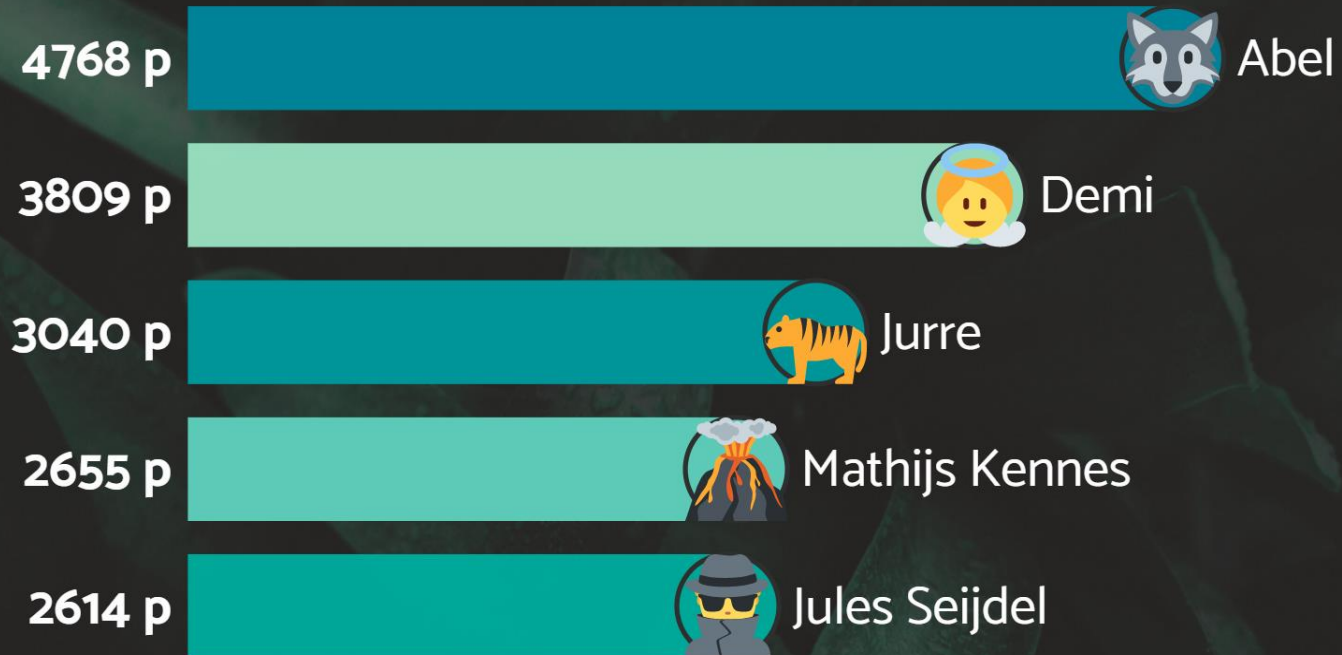 4768 p Abel
3809 p Demi
3040 p Jurre
2655 p Mathijs Kennes
2614 p Jules Seijdel